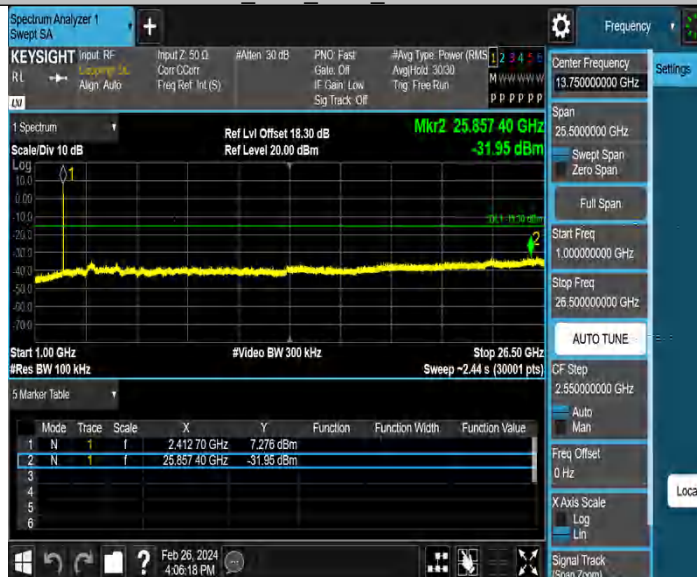 Spectrum Analyzer 1
Swept SA
Frequency
Settings
KEYSIGHT
RL
Input: RF
Align: Auto
Input Z: 50 Ω
Corr CCorr
Freq Ref: Int (S)
#Atten: 30 dB
PNO: Fast
Gate: Off
IF Gain: Low
Sig Track: Off
#Avg Type: Power (RMS
Avg|Hold: 30/30
Trig: Free Run
1 2 3 4 5 6
M W W W W W
P P P P P P
LXI
1 Spectrum
Scale/Div 10 dB
Ref Lvl Offset 18.30 dB
Ref Level 20.00 dBm
Mkr2 25.857 40 GHz
-31.95 dBm
Log
10.0
0.00
-10.0
-20.0
-30.0
-40.0
-50.0
-60.0
-70.0
1
2
Start 1.00 GHz
#Res BW 100 kHz
#Video BW 300 kHz
Stop 26.50 GHz
Sweep ~2.44 s (30001 pts)
5 Marker Table
Mode Trace Scale X Y Function Function Width Function Value
1 N 1 f 2.412 70 GHz 7.276 dBm
2 N 1 f 25.857 40 GHz -31.95 dBm
3
4
5
6
Feb 26, 2024
4:06:18 PM
Center Frequency
13.750000000 GHz
Span
25.5000000 GHz
Swept Span
Zero Span
Full Span
Start Freq
1.000000000 GHz
Stop Freq
26.500000000 GHz
AUTO TUNE
CF Step
2.550000000 GHz
Auto
Man
Freq Offset
0 Hz
X Axis Scale
Log
Lin
Signal Track
(Span Zoom)
Loca